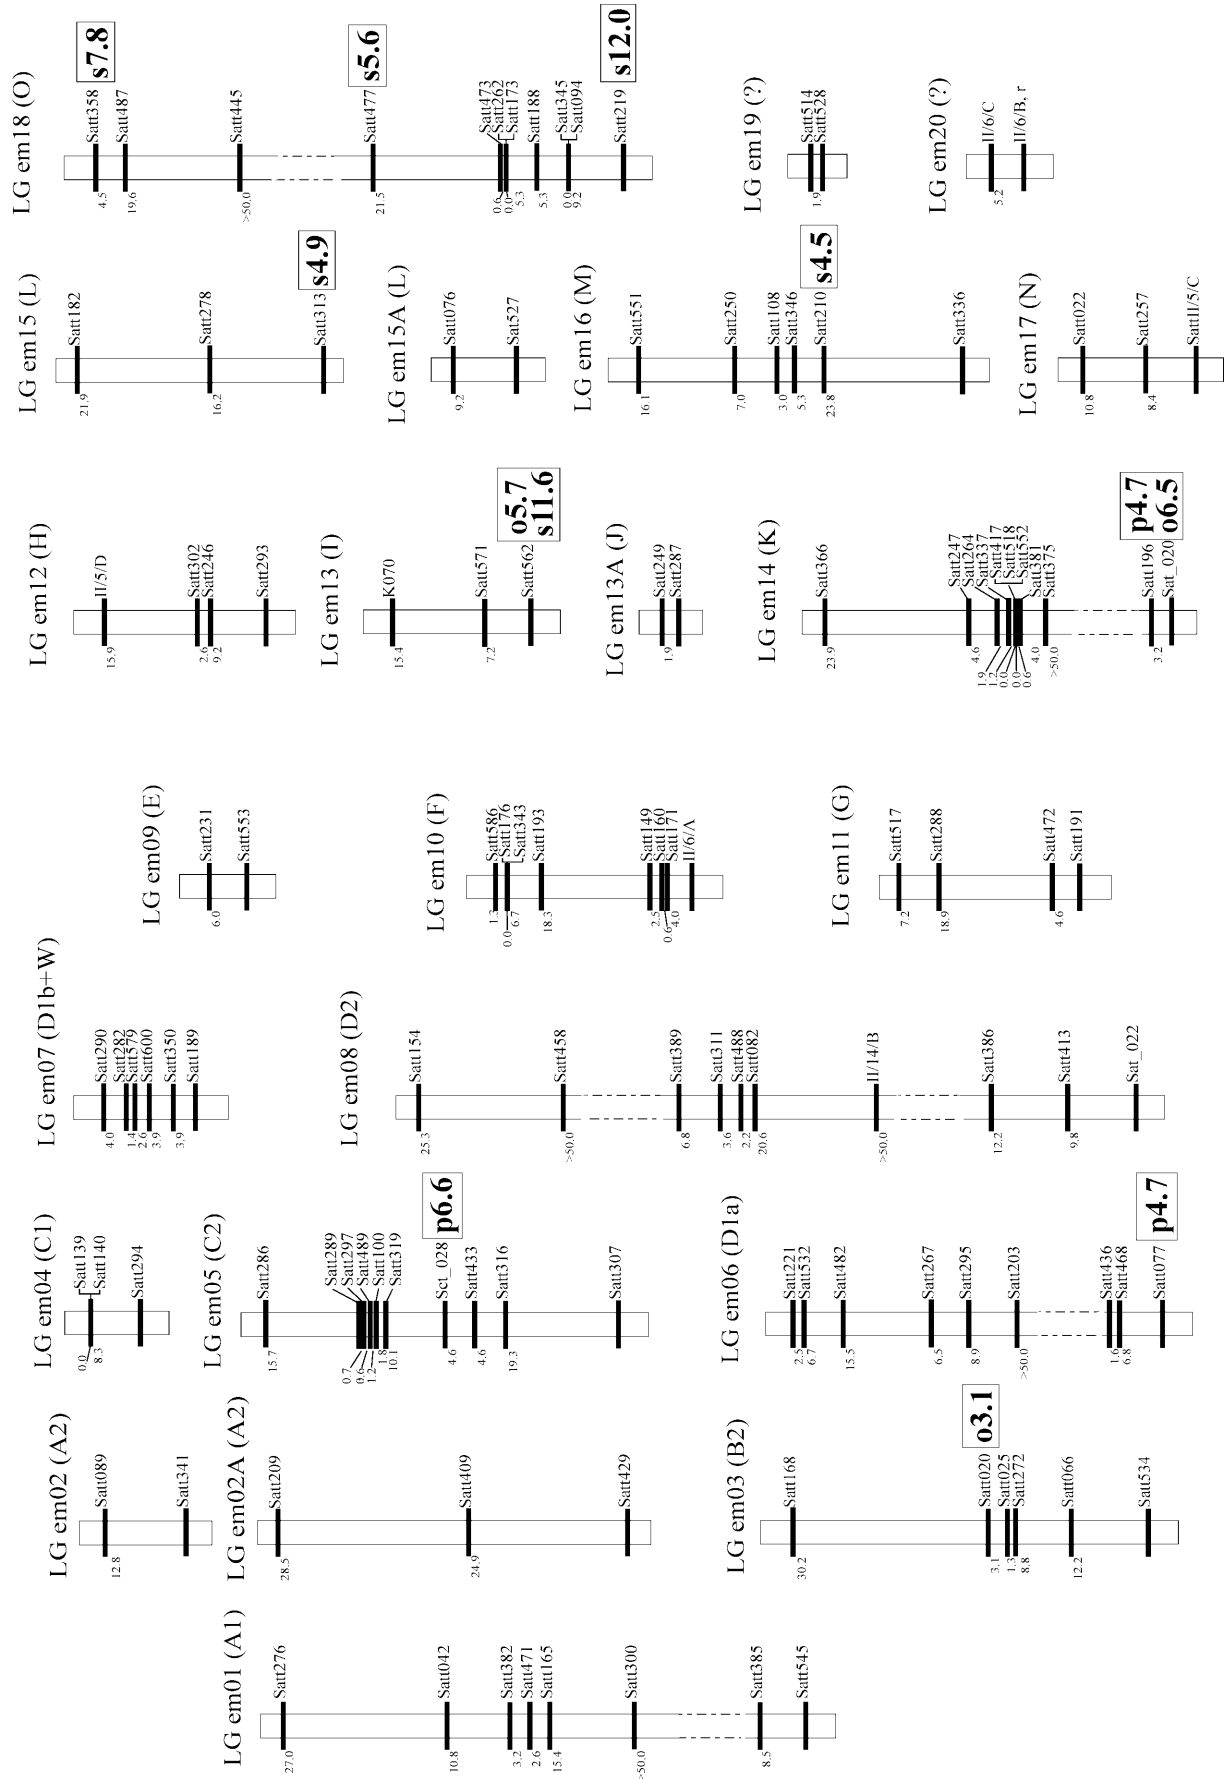 LG em01 (A1)
Satt276
27.0
Satt042
10.8
Satt382
3.2
Satt471
2.6
Satt165
15.4
Satt300
>50.0
Satt385
8.5
Satt545
LG em02 (A2)
Satt089
12.8
Satt341
LG em02A (A2)
Satt209
28.5
Satt409
24.9
Satt429
LG em03 (B2)
Satt168
30.2
Satt020
o3.1
3.1
Satt025
1.3
Satt272
8.8
Satt066
12.2
Satt534
LG em04 (C1)
Satt139
0.0
Satt140
8.3
Satt294
LG em05 (C2)
Satt286
15.7
Satt289
0.7
Satt297
0.6
Satt489
1.2
Satt100
1.8
Satt319
10.1
Sct_028
p6.6
4.6
Satt433
4.6
Satt316
19.3
Satt307
LG em06 (D1a)
Satt221
2.5
Satt532
6.7
Satt482
15.5
Satt267
6.5
Satt295
8.9
Satt203
>50.0
Satt436
1.6
Satt468
6.8
Satt077
p4.7
LG em07 (D1b+W)
Satt290
4.0
Satt282
1.4
Satt579
2.6
Satt600
3.9
Satt350
3.9
Satt189
LG em08 (D2)
Satt154
25.3
Satt458
>50.0
Satt389
6.8
Satt311
3.6
Satt488
2.2
Satt082
20.6
II/14/B
>50.0
Satt386
12.2
Satt413
9.8
Sat_022
LG em09 (E)
Satt231
6.0
Satt553
LG em10 (F)
Satt586
1.3
Satt176
0.0
Satt343
6.7
Satt193
18.3
Satt149
2.5
Satt160
0.6
Satt171
4.0
II/6/A
LG em11 (G)
Satt517
7.2
Satt288
18.9
Satt472
4.6
Satt191
LG em12 (H)
II/5/D
15.9
Satt302
2.6
Satt246
9.2
Satt293
LG em13 (I)
K070
15.4
Satt571
7.2
Satt562
o5.7
s11.6
LG em13A (J)
Satt249
1.9
Satt287
LG em14 (K)
Satt366
23.9
Satt247
4.6
Satt264
1.9
Satt337
1.2
Satt417
0.0
Satt518
0.0
Satt552
0.6
Satt381
4.0
Satt375
>50.0
Satt196
3.2
Sat_020
p4.7
o6.5
LG em15 (L)
Satt182
21.9
Satt278
16.2
Satt313
s4.9
LG em15A (L)
Satt076
9.2
Sat527
LG em16 (M)
Satt551
16.1
Satt250
7.0
Satt108
3.0
Satt346
5.3
Satt210
s4.5
23.8
Satt336
LG em17 (N)
Satt022
10.8
Satt257
8.4
SattII/5/C
LG em18 (O)
Satt358
s7.8
4.5
Satt487
19.6
Satt445
>50.0
Satt477
s5.6
21.5
Satt473
0.6
Satt262
0.0
Satt173
5.3
Satt188
5.3
Satt345
0.0
Satt094
9.2
Satt219
s12.0
LG em19 (?)
Satt514
1.9
Satt528
LG em20 (?)
II/6/C
5.2
II/6/B, r